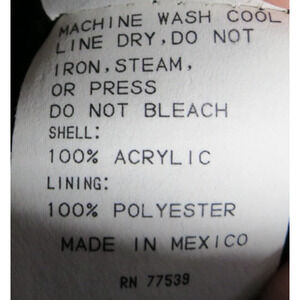 MACHINE WASH COOL
LINE DRY, DO NOT
IRON, STEAM,
OR PRESS
DO NOT BLEACH
SHELL:
100% ACRYLIC
LINING:
100% POLYESTER
MADE IN MEXICO
RN 77539